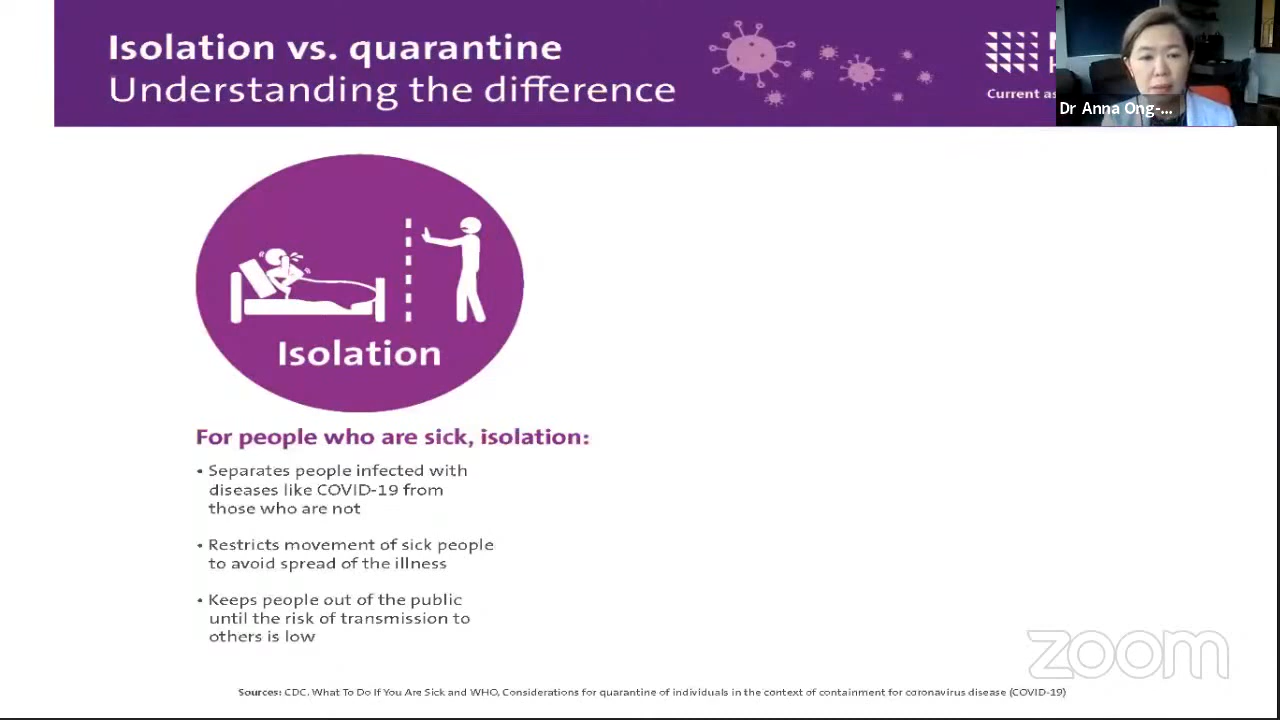 Isolation vs. quarantine
Understanding the difference
Current as
Dr Anna Ong-...
Isolation
For people who are sick, isolation:
• Separates people infected with
diseases like COVID-19 from
those who are not
• Restricts movement of sick people
to avoid spread of the illness
• Keeps people out of the public
until the risk of transmission to
others is low
zoom
Sources: CDC. What To Do If You Are Sick and WHO, Considerations for quarantine of individuals in the context of containment for coronavirus disease (COVID-19)